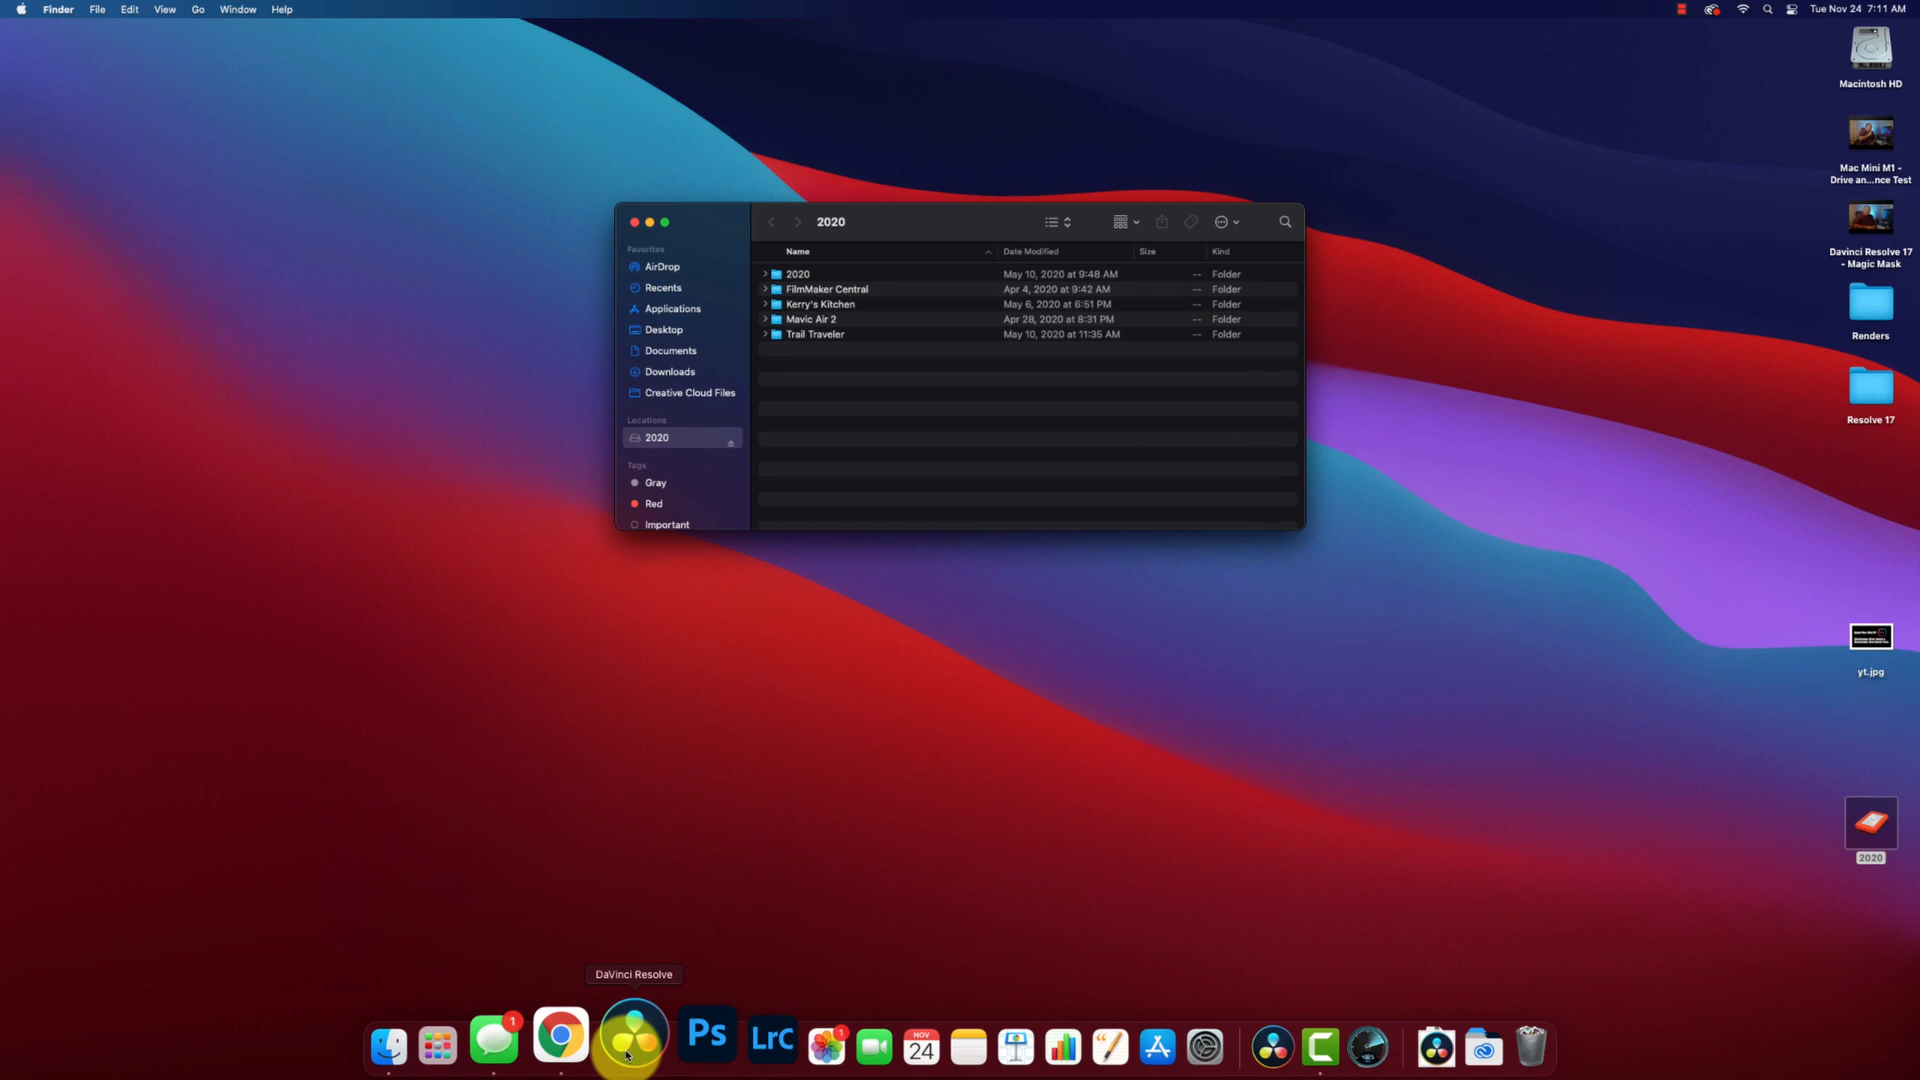 Finder File Edit View Go Window Help
Tue Nov 24 7:11 AM
Macintosh HD
Mac Mini M1 -
Drive an...nce Test
Davinci Resolve 17
- Magic Mask
Renders
Resolve 17
yt.jpg
2020
2020
Favorites
AirDrop
Recents
Applications
Desktop
Documents
Downloads
Creative Cloud Files
Locations
2020
Tags
Gray
Red
Important
Name Date Modified Size Kind
2020 May 10, 2020 at 9:48 AM -- Folder
FilmMaker Central Apr 4, 2020 at 9:42 AM -- Folder
Kerry's Kitchen May 6, 2020 at 6:51 PM -- Folder
Mavic Air 2 Apr 28, 2020 at 8:31 PM -- Folder
Trail Traveler May 10, 2020 at 11:35 AM -- Folder
DaVinci Resolve
1
Ps
LrC
1
NOV
24